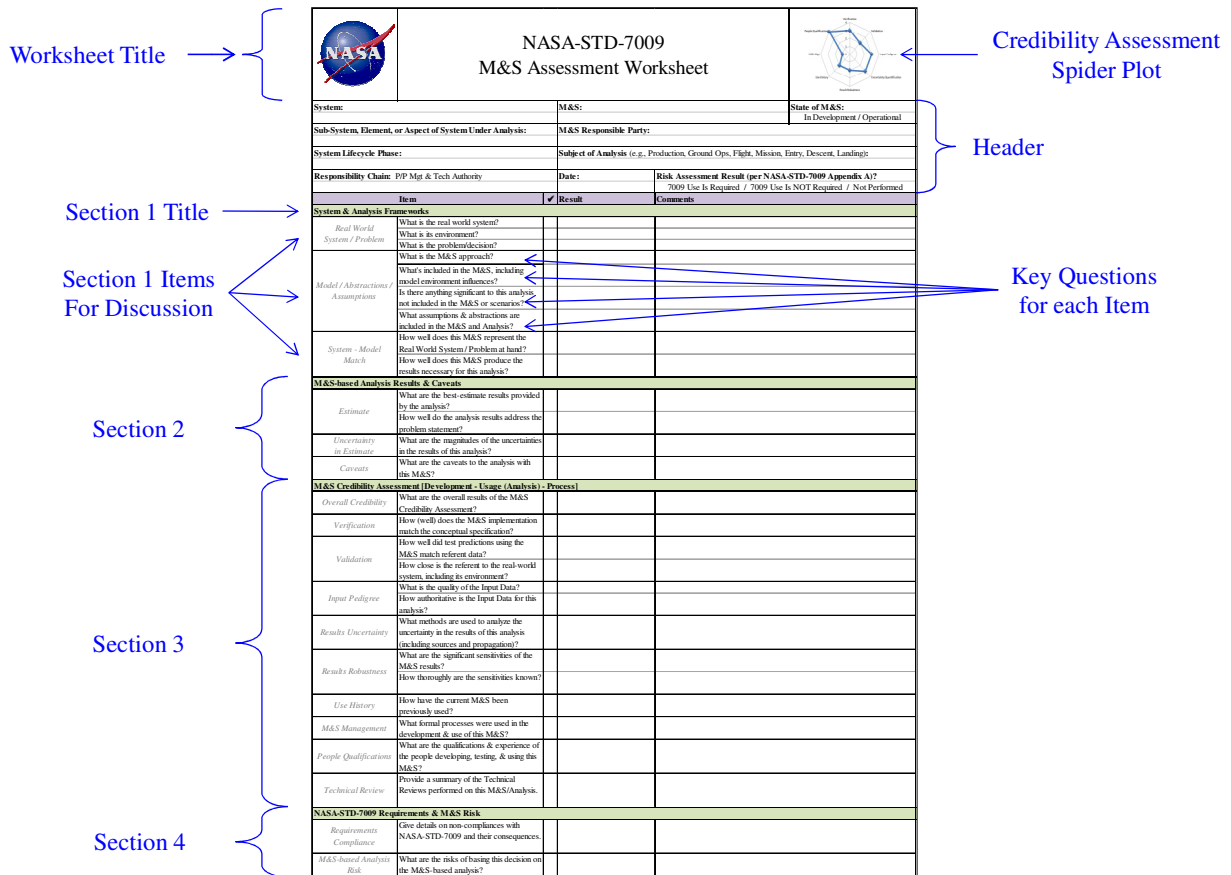 Worksheet Title
NASA
NASA-STD-7009
M&S Assessment Worksheet
Credibility Assessment
Spider Plot
System:
M&S:
State of M&S:
In Development / Operational
Sub-System, Element, or Aspect of System Under Analysis:
M&S Responsible Party:
Header
System Lifecycle Phase:
Subject of Analysis (e.g., Production, Ground Ops, Flight, Mission, Entry, Descent, Landing):
Responsibility Chain: P/P Mgt & Tech Authority
Date:
Risk Assessment Result (per NASA-STD-7009 Appendix A)?
7009 Use Is Required / 7009 Use Is NOT Required / Not Performed
Item
✔
Result
Comments
Section 1 Title
System & Analysis Frameworks
Real World
System / Problem
What is the real world system?
What is its environment?
What is the problem/decision?
Section 1 Items
For Discussion
Model / Abstractions /
Assumptions
What is the M&S approach?
What's included in the M&S, including
model environment influences?
Is there anything significant to this analysis
not included in the M&S or scenarios?
What assumptions & abstractions are
included in the M&S and Analysis?
Key Questions
for each Item
System - Model
Match
How well does this M&S represent the
Real World System / Problem at hand?
How well does this M&S produce the
results necessary for this analysis?
Section 2
M&S-based Analysis Results & Caveats
Estimate
What are the best-estimate results provided
by the analysis?
How well do the analysis results address the
problem statement?
Uncertainty
in Estimate
What are the magnitudes of the uncertainties
in the results of this analysis?
Caveats
What are the caveats to the analysis with
this M&S?
Section 3
M&S Credibility Assessment [Development - Usage (Analysis) - Process]
Overall Credibility
What are the overall results of the M&S
Credibility Assessment?
Verification
How (well) does the M&S implementation
match the conceptual specification?
Validation
How well did test predictions using the
M&S match referent data?
How close is the referent to the real-world
system, including its environment?
Input Pedigree
What is the quality of the Input Data?
How authoritative is the Input Data for this
analysis?
Results Uncertainty
What methods are used to analyze the
uncertainty in the results of this analysis
(including sources and propagation)?
Results Robustness
What are the significant sensitivities of the
M&S results?
How thoroughly are the sensitivities known?
Use History
How have the current M&S been
previously used?
M&S Management
What formal processes were used in the
development & use of this M&S?
People Qualifications
What are the qualifications & experience of
the people developing, testing, & using this
M&S?
Technical Review
Provide a summary of the Technical
Reviews performed on this M&S/Analysis.
Section 4
NASA-STD-7009 Requirements & M&S Risk
Requirements
Compliance
Give details on non-compliances with
NASA-STD-7009 and their consequences.
M&S-based Analysis
Risk
What are the risks of basing this decision on
the M&S-based analysis?